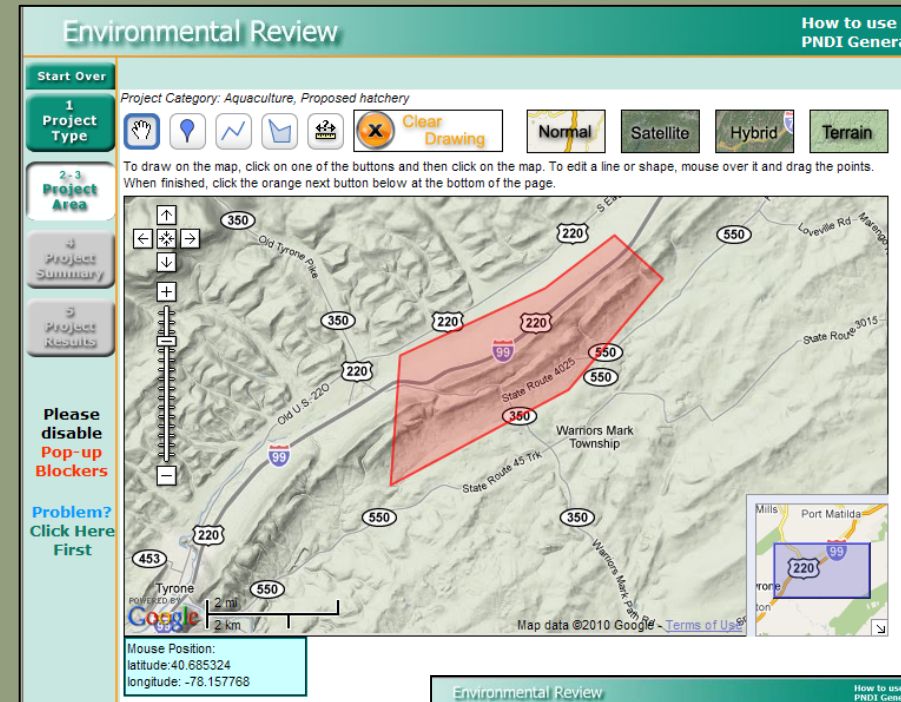 Environmental Review
How to use
PNDI Genera
Start Over
1
Project
Type
2-3
Project
Area
4
Project
Summary
5
Project
Results
Please
disable
Pop-up
Blockers
Problem?
Click Here
First
Project Category: Aquaculture, Proposed hatchery
Clear
Drawing
Normal
Satellite
Hybrid
Terrain
To draw on the map, click on one of the buttons and then click on the map. To edit a line or shape, mouse over it and drag the points.
When finished, click the orange next button below at the bottom of the page.
350
Old Tyrone Pike
220
550
Loveville Rd
350
220
220
99
State Route 3015
220
550
State Route 4025
550
Old U.S.-220
350
Warriors Mark
Township
99
State Route 45 Trk
550
350
220
453
Warriors Mark Path Rd
Tyrone
550
Mills
Port Matilda
99
220
POWERED BY
Google
2 mi
2 km
Map data ©2010 Google - Terms of Use
Mouse Position:
latitude:40.685324
longitude: -78.157768
Environmental Review
How to use
PNDI Gene